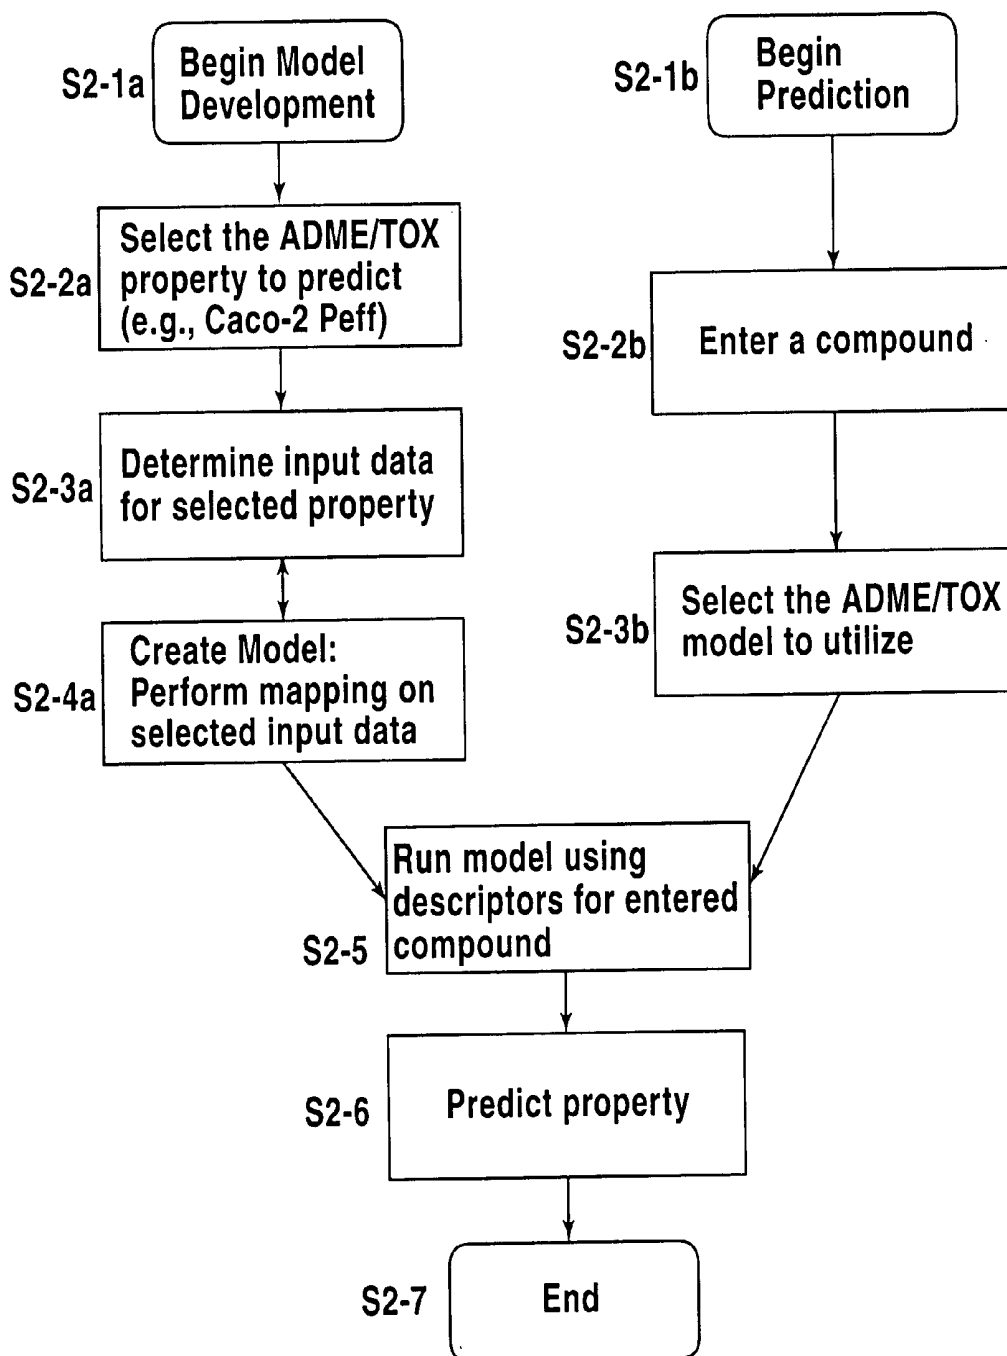 S2-1a
Begin Model
Development
S2-2a
Select the ADME/TOX
property to predict
(e.g., Caco-2 Peff)
S2-3a
Determine input data
for selected property
S2-4a
Create Model:
Perform mapping on
selected input data
S2-1b
Begin
Prediction
S2-2b
Enter a compound
S2-3b
Select the ADME/TOX
model to utilize
S2-5
Run model using
descriptors for entered
compound
S2-6
Predict property
S2-7
End